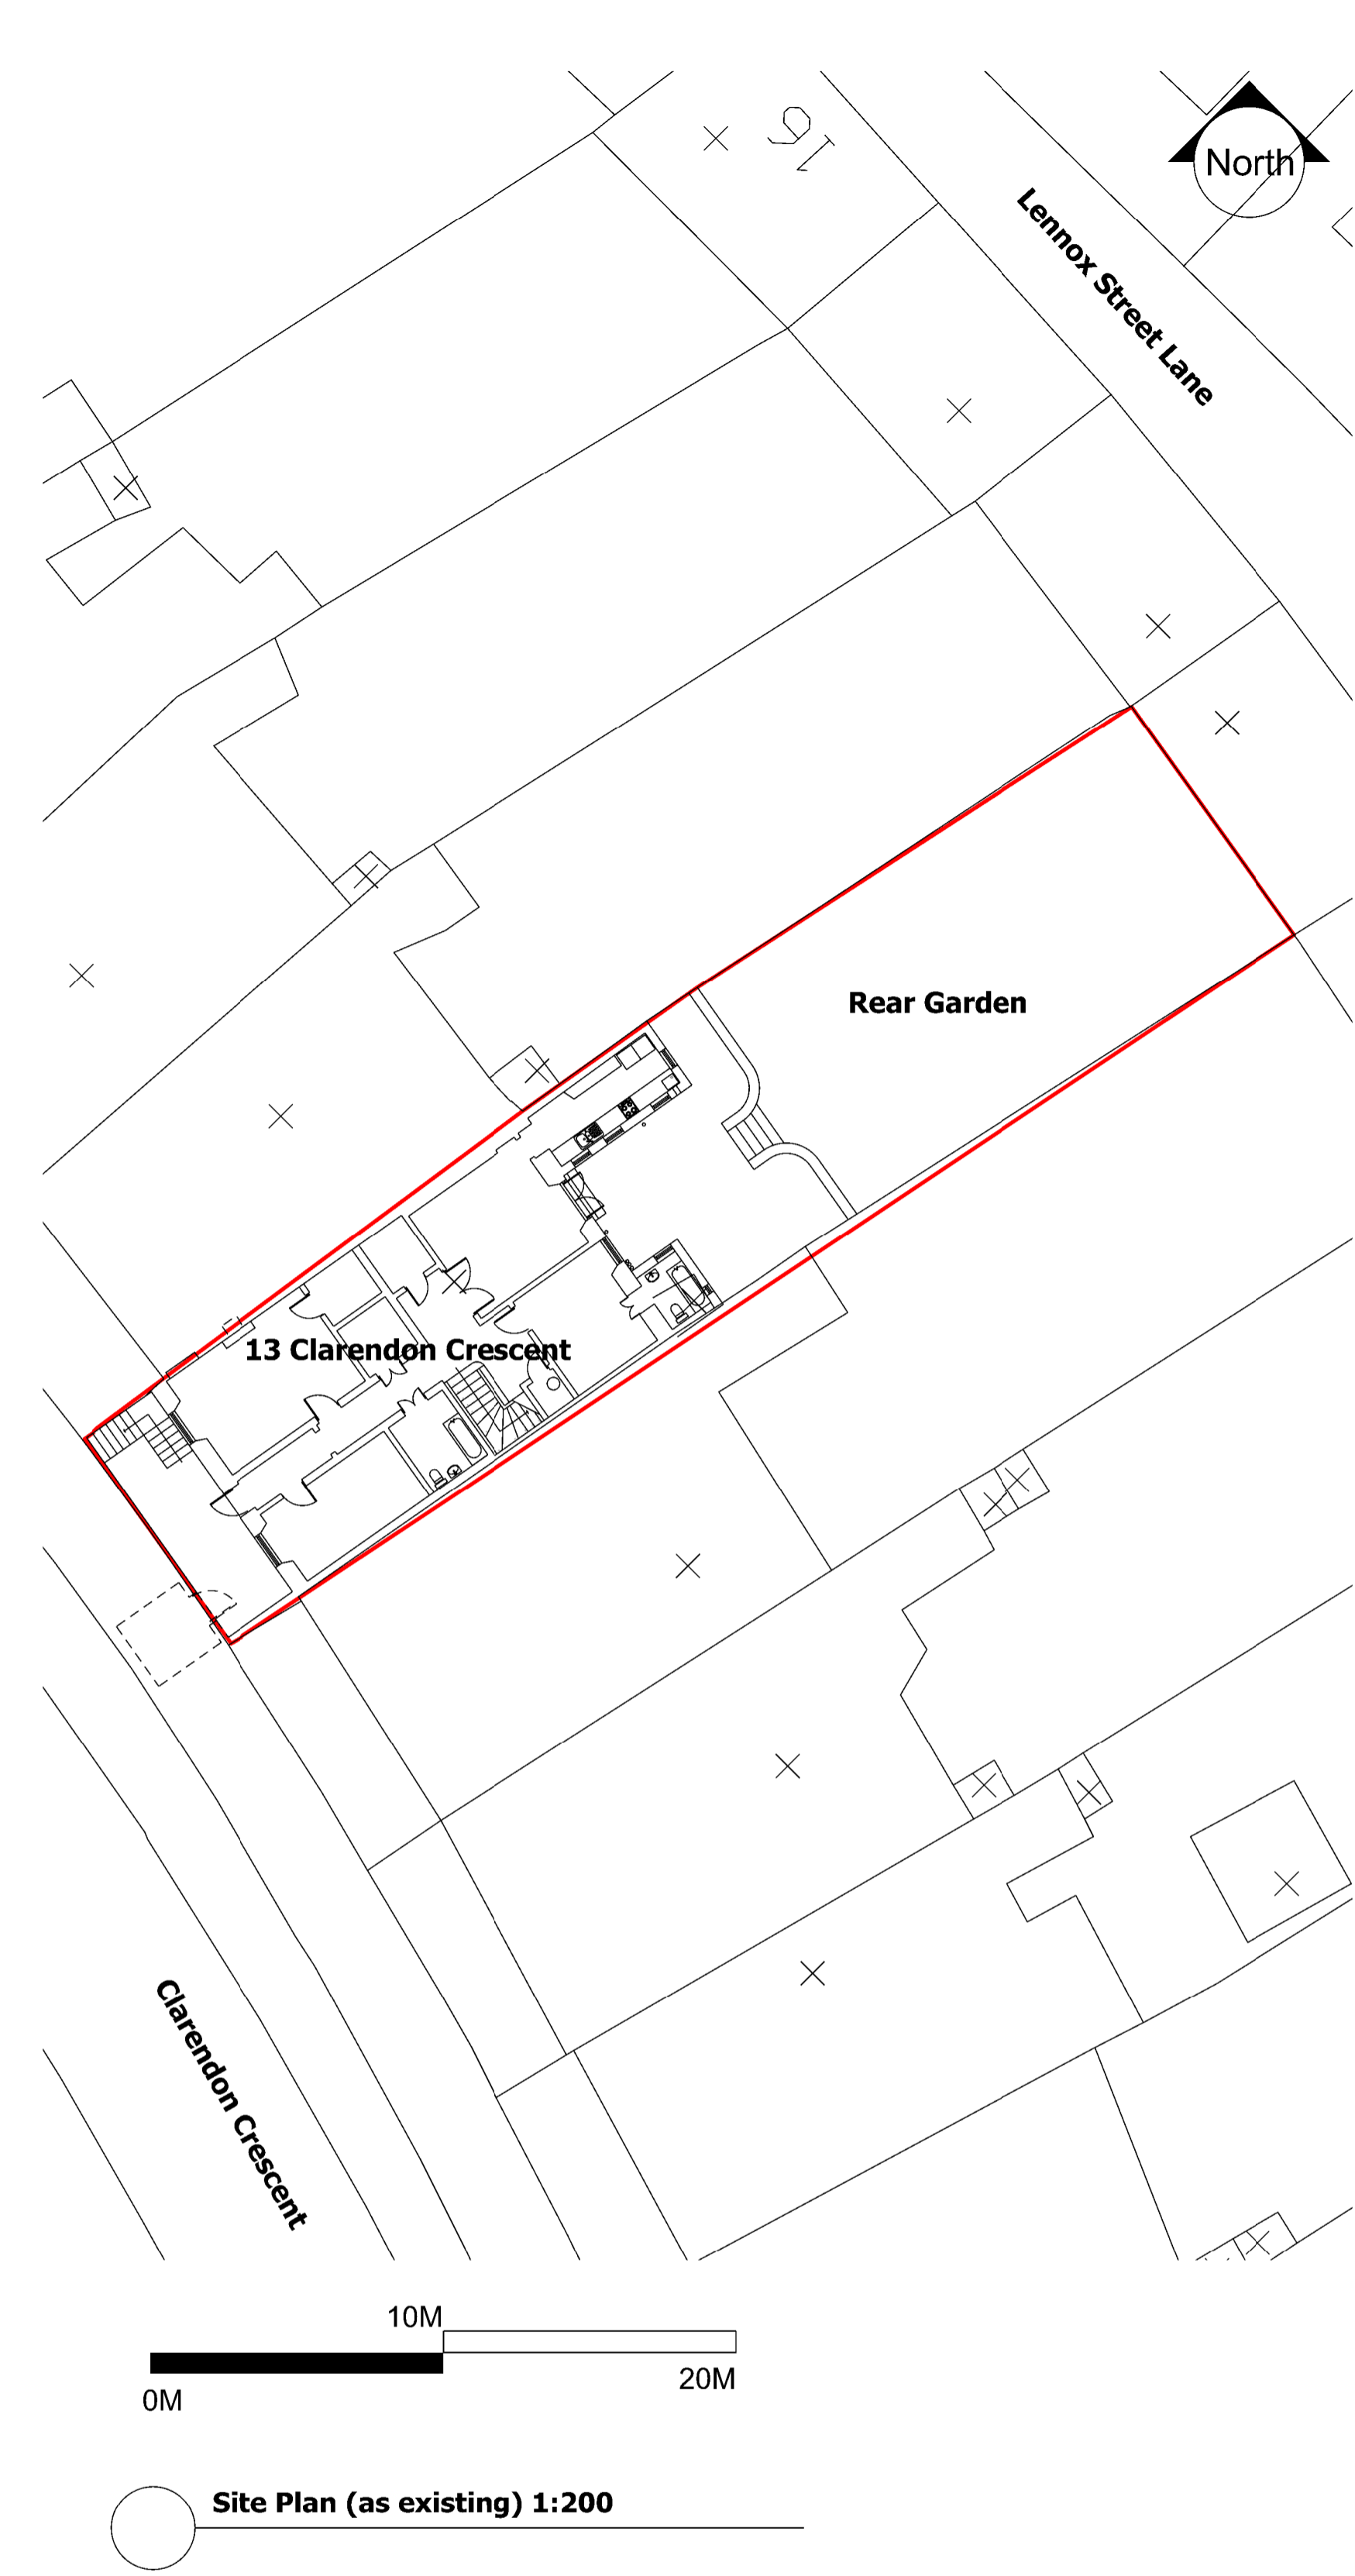 16
North
Lennox Street Lane
Rear Garden
13 Clarendon Crescent
Clarendon Crescent
10M
20M
0M
Site Plan (as existing) 1:200